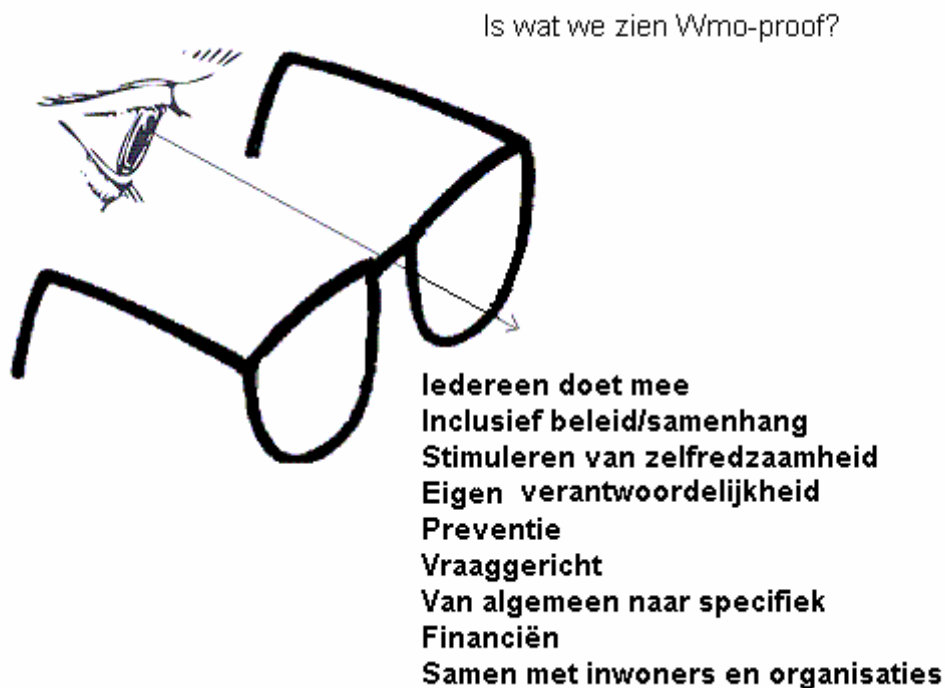 Is wat we zien Wmo-proof?
Iedereen doet mee
Inclusief beleid/samenhang
Stimuleren van zelfredzaamheid
Eigen verantwoordelijkheid
Preventie
Vraaggericht
Van algemeen naar specifiek
Financiën
Samen met inwoners en organisaties